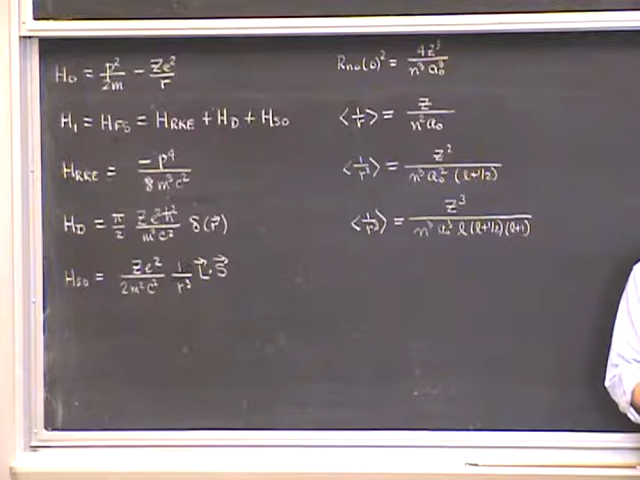 H₀ = p²/2m − Ze²/r
H₁ = H_FS = H_RKE + H_D + H_SO
H_RKE = −p⁴/8m³c²
H_D = π/2 Ze²ħ²/m²c² δ(r⃗)
H_SO = Ze²/2m²c² 1/r³ L⃗·S⃗
R_n0(0)² = 4Z³/n³a₀³
⟨1/r⟩ = Z/n²a₀
⟨1/r²⟩ = Z²/n³a₀²(ℓ+1/2)
⟨1/r³⟩ = Z³/n³a₀³ℓ(ℓ+1/2)(ℓ+1)